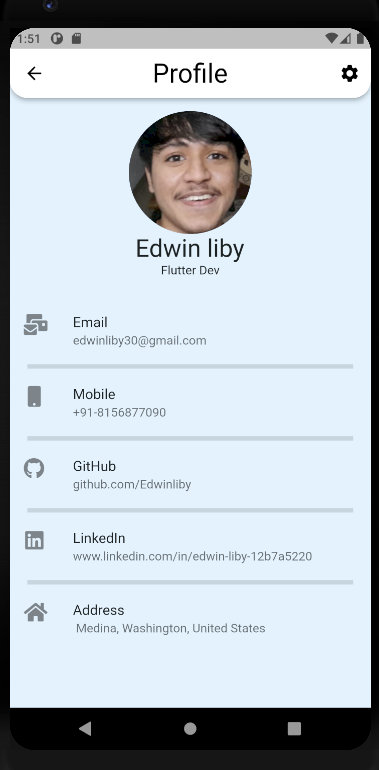 1:51
Profile
Edwin liby
Flutter Dev
Email
edwinliby30@gmail.com
Mobile
+91-8156877090
GitHub
github.com/Edwinliby
LinkedIn
www.linkedin.com/in/edwin-liby-12b7a5220
Address
Medina, Washington, United States